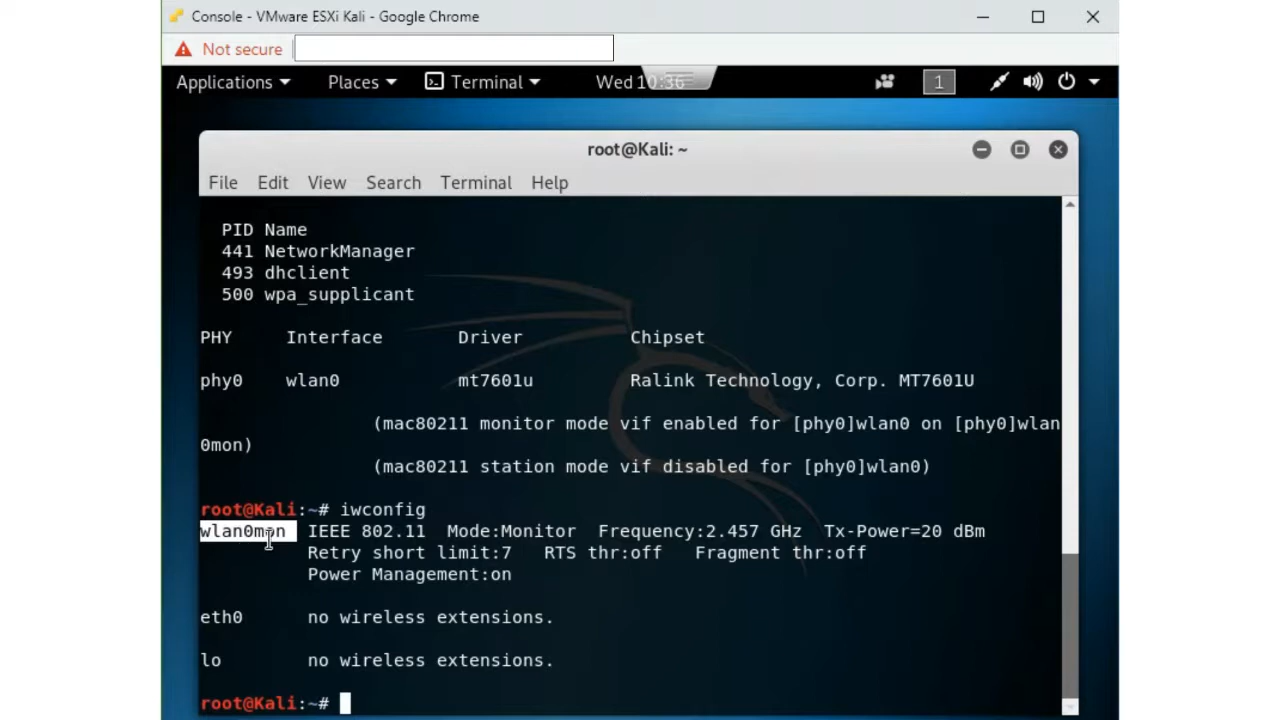 Console - VMware ESXi Kali - Google Chrome
Not secure
Applications Places Terminal Wed 10:36 1
root@Kali: ~
File Edit View Search Terminal Help
PID Name
441 NetworkManager
493 dhclient
500 wpa_supplicant
PHY Interface Driver Chipset
phy0 wlan0 mt7601u Ralink Technology, Corp. MT7601U
(mac80211 monitor mode vif enabled for [phy0]wlan0 on [phy0]wlan
0mon)
(mac80211 station mode vif disabled for [phy0]wlan0)
root@Kali:~# iwconfig
wlan0mon IEEE 802.11 Mode:Monitor Frequency:2.457 GHz Tx-Power=20 dBm
Retry short limit:7 RTS thr:off Fragment thr:off
Power Management:on
eth0 no wireless extensions.
lo no wireless extensions.
root@Kali:~#